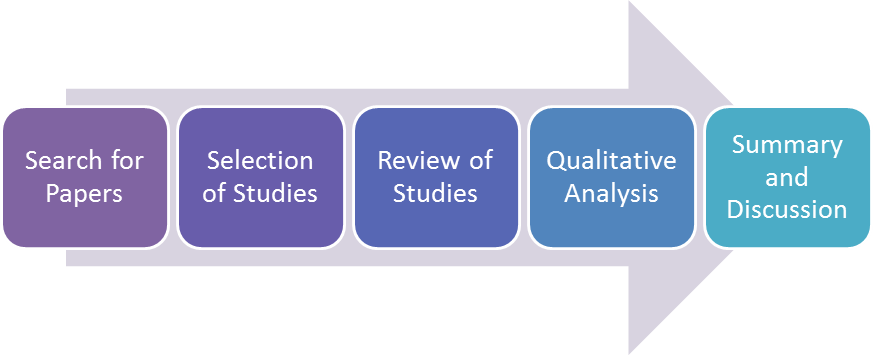 Search for
Papers
Selection
of Studies
Review of
Studies
Qualitative
Analysis
Summary
and
Discussion